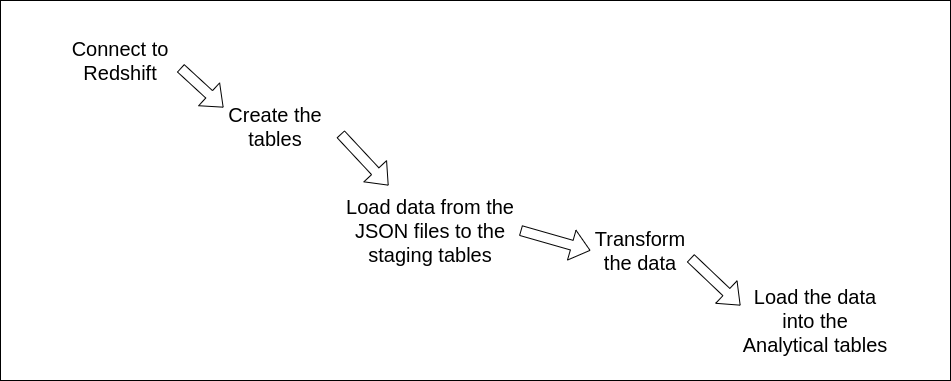 Connect to
Redshift
Create the
tables
Load data from the
JSON files to the
staging tables
Transform
the data
Load the data
into the
Analytical tables